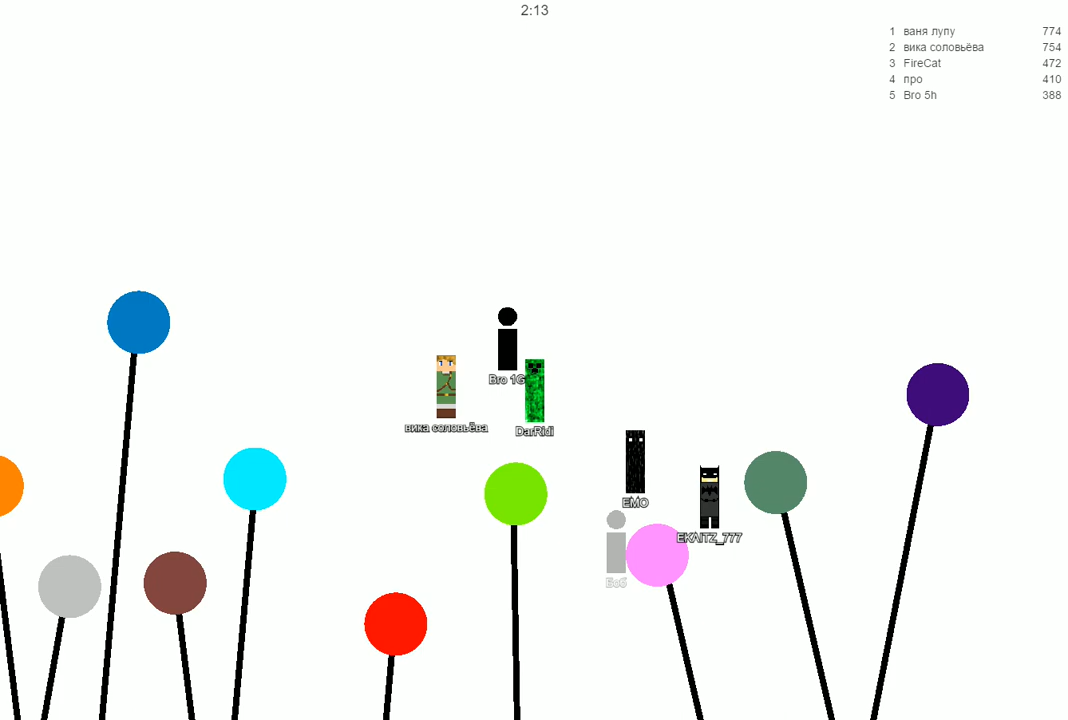 2:13
1 ваня лупу 774
2 вика соловьёва 754
3 FireCat 472
4 про 410
5 Bro 5h 388
Bro 1G
вика соловьёва
DarRidi
EMO
EKAITZ_777
Боб